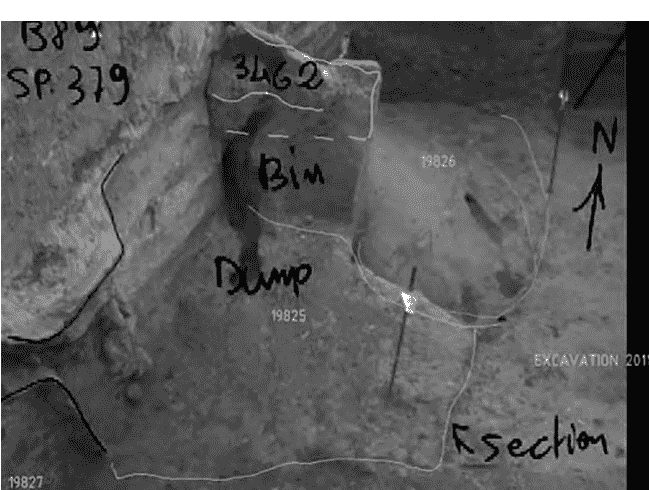 B89
SP. 379
3462
N
19826
Bin
Dump
19825
EXCAVATION 201
section
19827